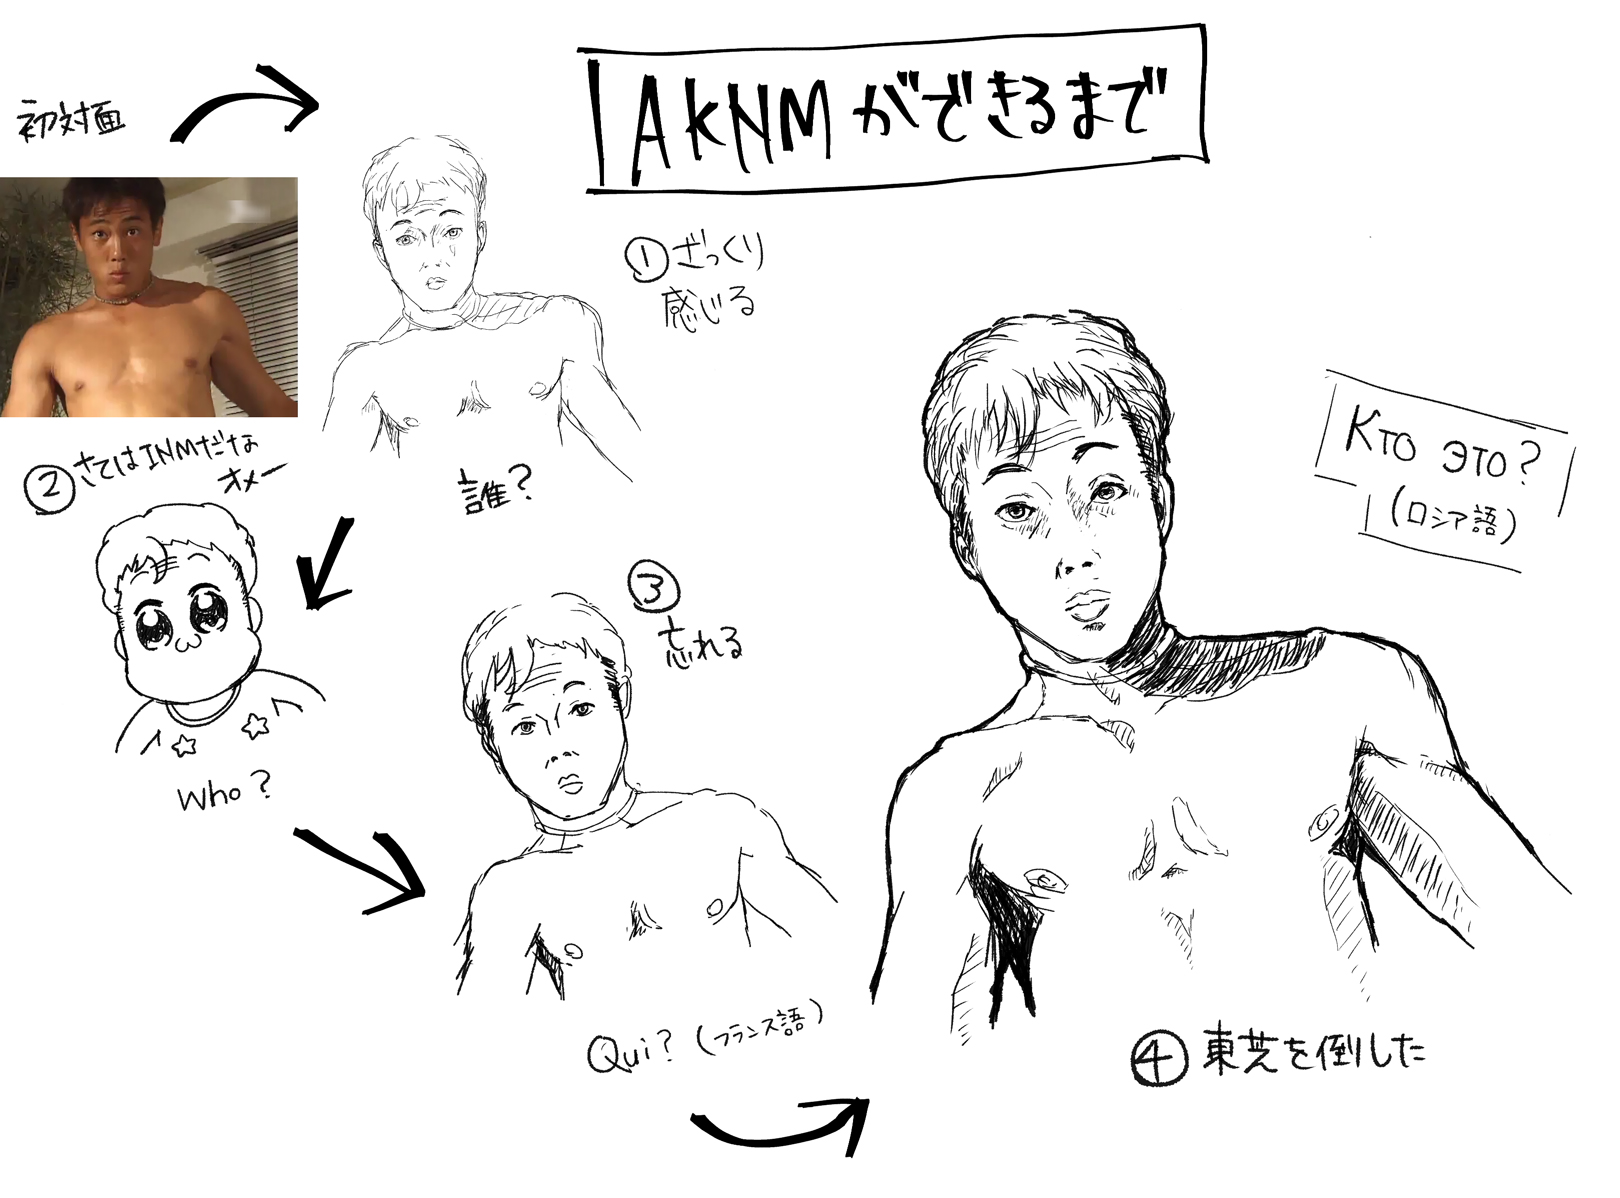 AKNMができるまで
初対面
①ざっくり
感じる
誰?
②さてはINMだな
オメー
Who?
③
忘れる
Qui?(フランス語)
④東芝を倒した
Кто это?
(ロシア語)